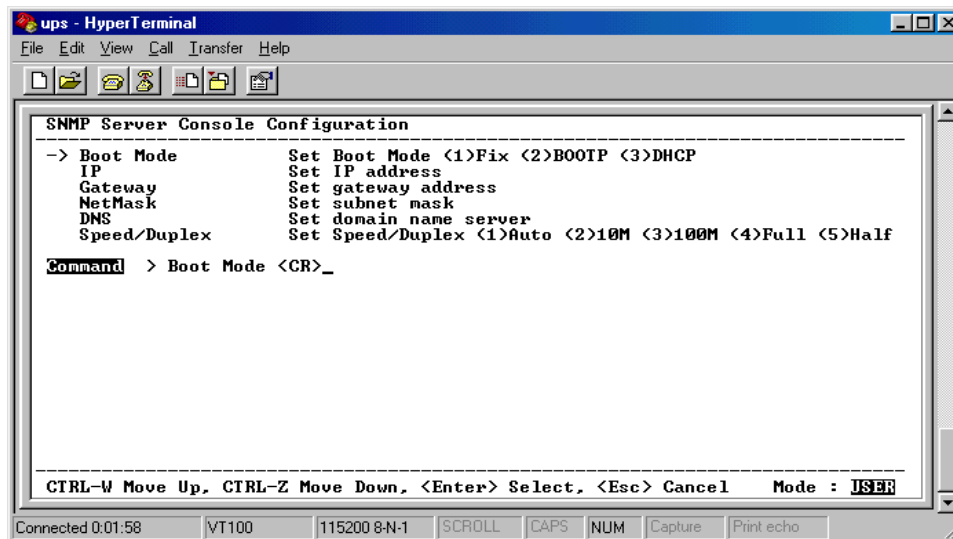 ups - HyperTerminal
File Edit View Call Transfer Help
SNMP Server Console Configuration
-> Boot Mode Set Boot Mode <1>Fix <2>BOOTP <3>DHCP
IP Set IP address
Gateway Set gateway address
NetMask Set subnet mask
DNS Set domain name server
Speed/Duplex Set Speed/Duplex <1>Auto <2>10M <3>100M <4>Full <5>Half
Command > Boot Mode <CR>_
CTRL-W Move Up, CTRL-Z Move Down, <Enter> Select, <Esc> Cancel Mode : USER
Connected 0:01:58 VT100 115200 8-N-1 SCROLL CAPS NUM Capture Print echo